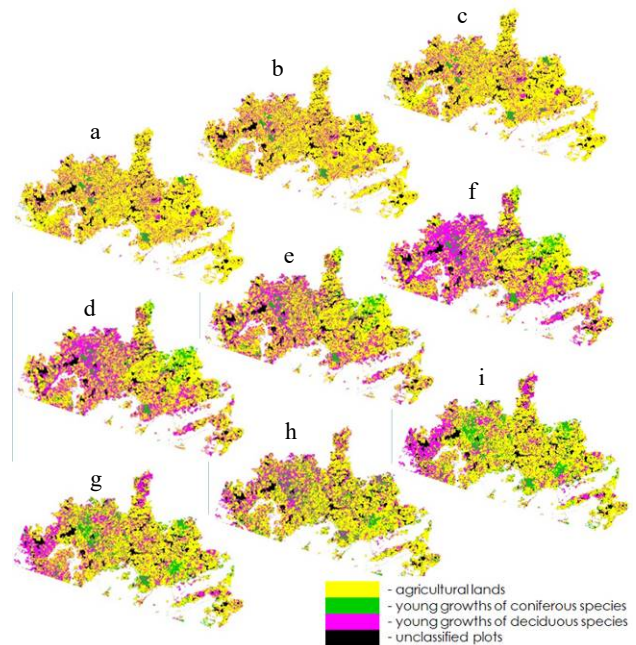 c
b
a
f
e
d
i
h
g
- agricultural lands
- young growths of coniferous species
- young growths of deciduous species
- unclassified plots